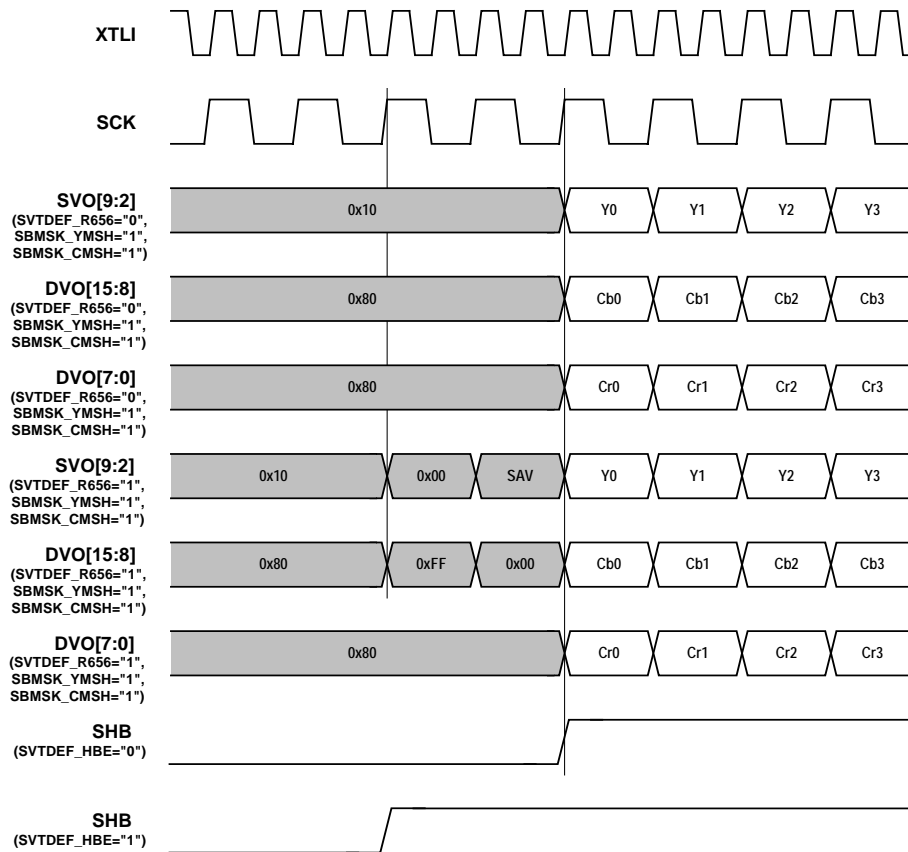 XTLI
SCK
SVO[9:2]
(SVTDEF_R656="0",
SBMSK_YMSH="1",
SBMSK_CMSH="1")
0x10
Y0
Y1
Y2
Y3
DVO[15:8]
(SVTDEF_R656="0",
SBMSK_YMSH="1",
SBMSK_CMSH="1")
0x80
Cb0
Cb1
Cb2
Cb3
DVO[7:0]
(SVTDEF_R656="0",
SBMSK_YMSH="1",
SBMSK_CMSH="1")
0x80
Cr0
Cr1
Cr2
Cr3
SVO[9:2]
(SVTDEF_R656="1",
SBMSK_YMSH="1",
SBMSK_CMSH="1")
0x10
0x00
SAV
Y0
Y1
Y2
Y3
DVO[15:8]
(SVTDEF_R656="1",
SBMSK_YMSH="1",
SBMSK_CMSH="1")
0x80
0xFF
0x00
Cb0
Cb1
Cb2
Cb3
DVO[7:0]
(SVTDEF_R656="1",
SBMSK_YMSH="1",
SBMSK_CMSH="1")
0x80
Cr0
Cr1
Cr2
Cr3
SHB
(SVTDEF_HBE="0")
SHB
(SVTDEF_HBE="1")